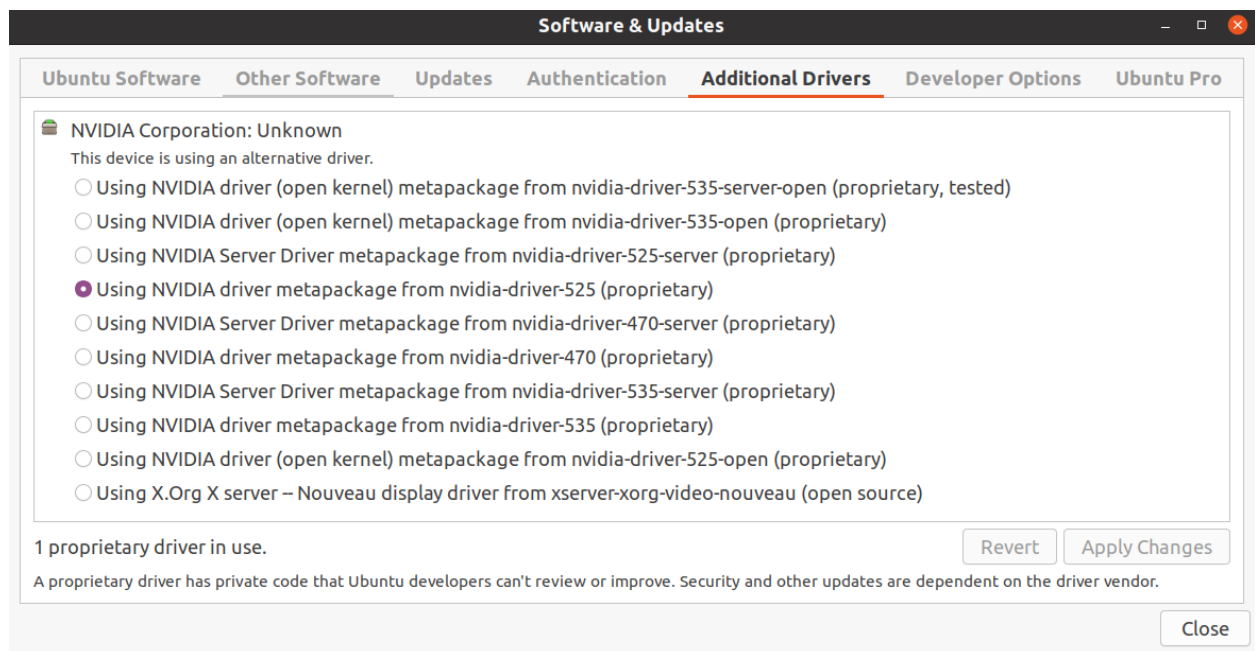 Software & Updates
Ubuntu Software Other Software Updates Authentication Additional Drivers Developer Options Ubuntu Pro
NVIDIA Corporation: Unknown
This device is using an alternative driver.
Using NVIDIA driver (open kernel) metapackage from nvidia-driver-535-server-open (proprietary, tested)
Using NVIDIA driver (open kernel) metapackage from nvidia-driver-535-open (proprietary)
Using NVIDIA Server Driver metapackage from nvidia-driver-525-server (proprietary)
Using NVIDIA driver metapackage from nvidia-driver-525 (proprietary)
Using NVIDIA Server Driver metapackage from nvidia-driver-470-server (proprietary)
Using NVIDIA driver metapackage from nvidia-driver-470 (proprietary)
Using NVIDIA Server Driver metapackage from nvidia-driver-535-server (proprietary)
Using NVIDIA driver metapackage from nvidia-driver-535 (proprietary)
Using NVIDIA driver (open kernel) metapackage from nvidia-driver-525-open (proprietary)
Using X.Org X server -- Nouveau display driver from xserver-xorg-video-nouveau (open source)
1 proprietary driver in use.
Revert Apply Changes
A proprietary driver has private code that Ubuntu developers can't review or improve. Security and other updates are dependent on the driver vendor.
Close